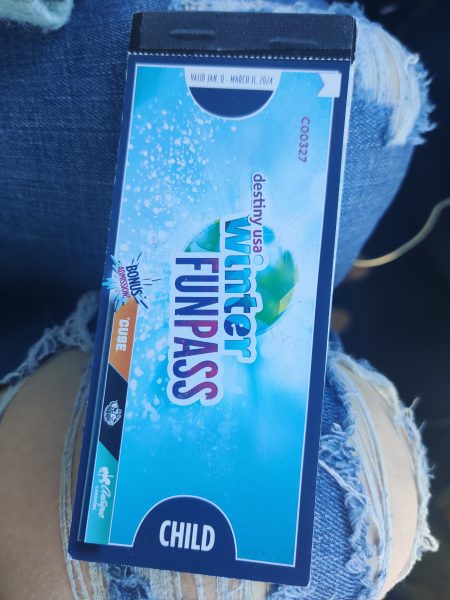 VALID JAN. 8 - MARCH 11, 2024
C00327
destiny usa
winter
FUNPASS
BONUS
ADMISSION!
'CUSE
CHILD